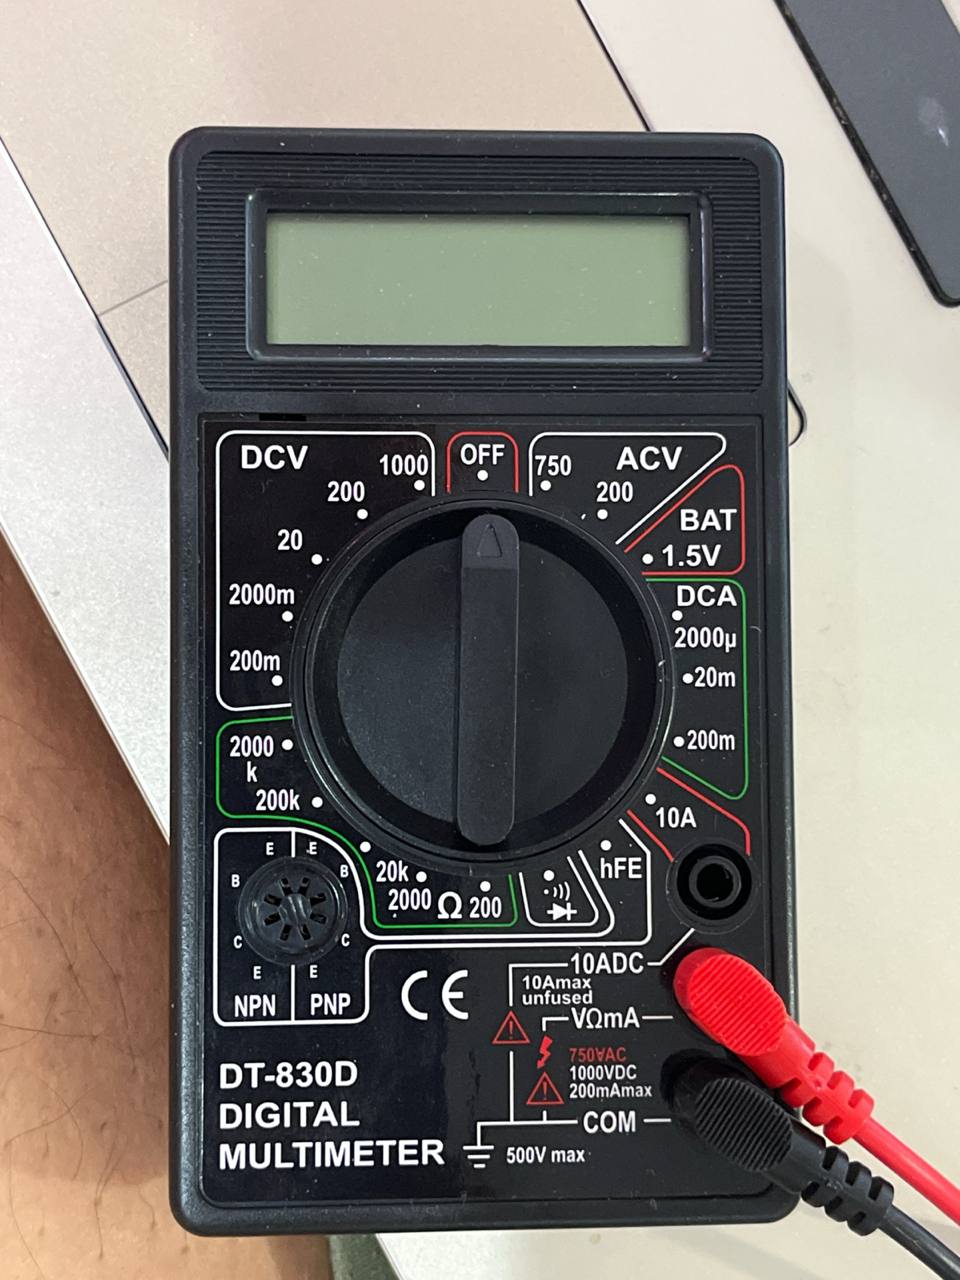 DCV
1000
200
20
2000m
200m
OFF
750
ACV
200
BAT
1.5V
DCA
2000µ
20m
200m
10A
hFE
2000
k
200k
20k
2000
Ω
200
E
E
B
B
C
C
E
E
NPN
PNP
CE
10ADC
10Amax
unfused
VΩmA
750VAC
1000VDC
200mAmax
COM
500V max
DT-830D
DIGITAL
MULTIMETER